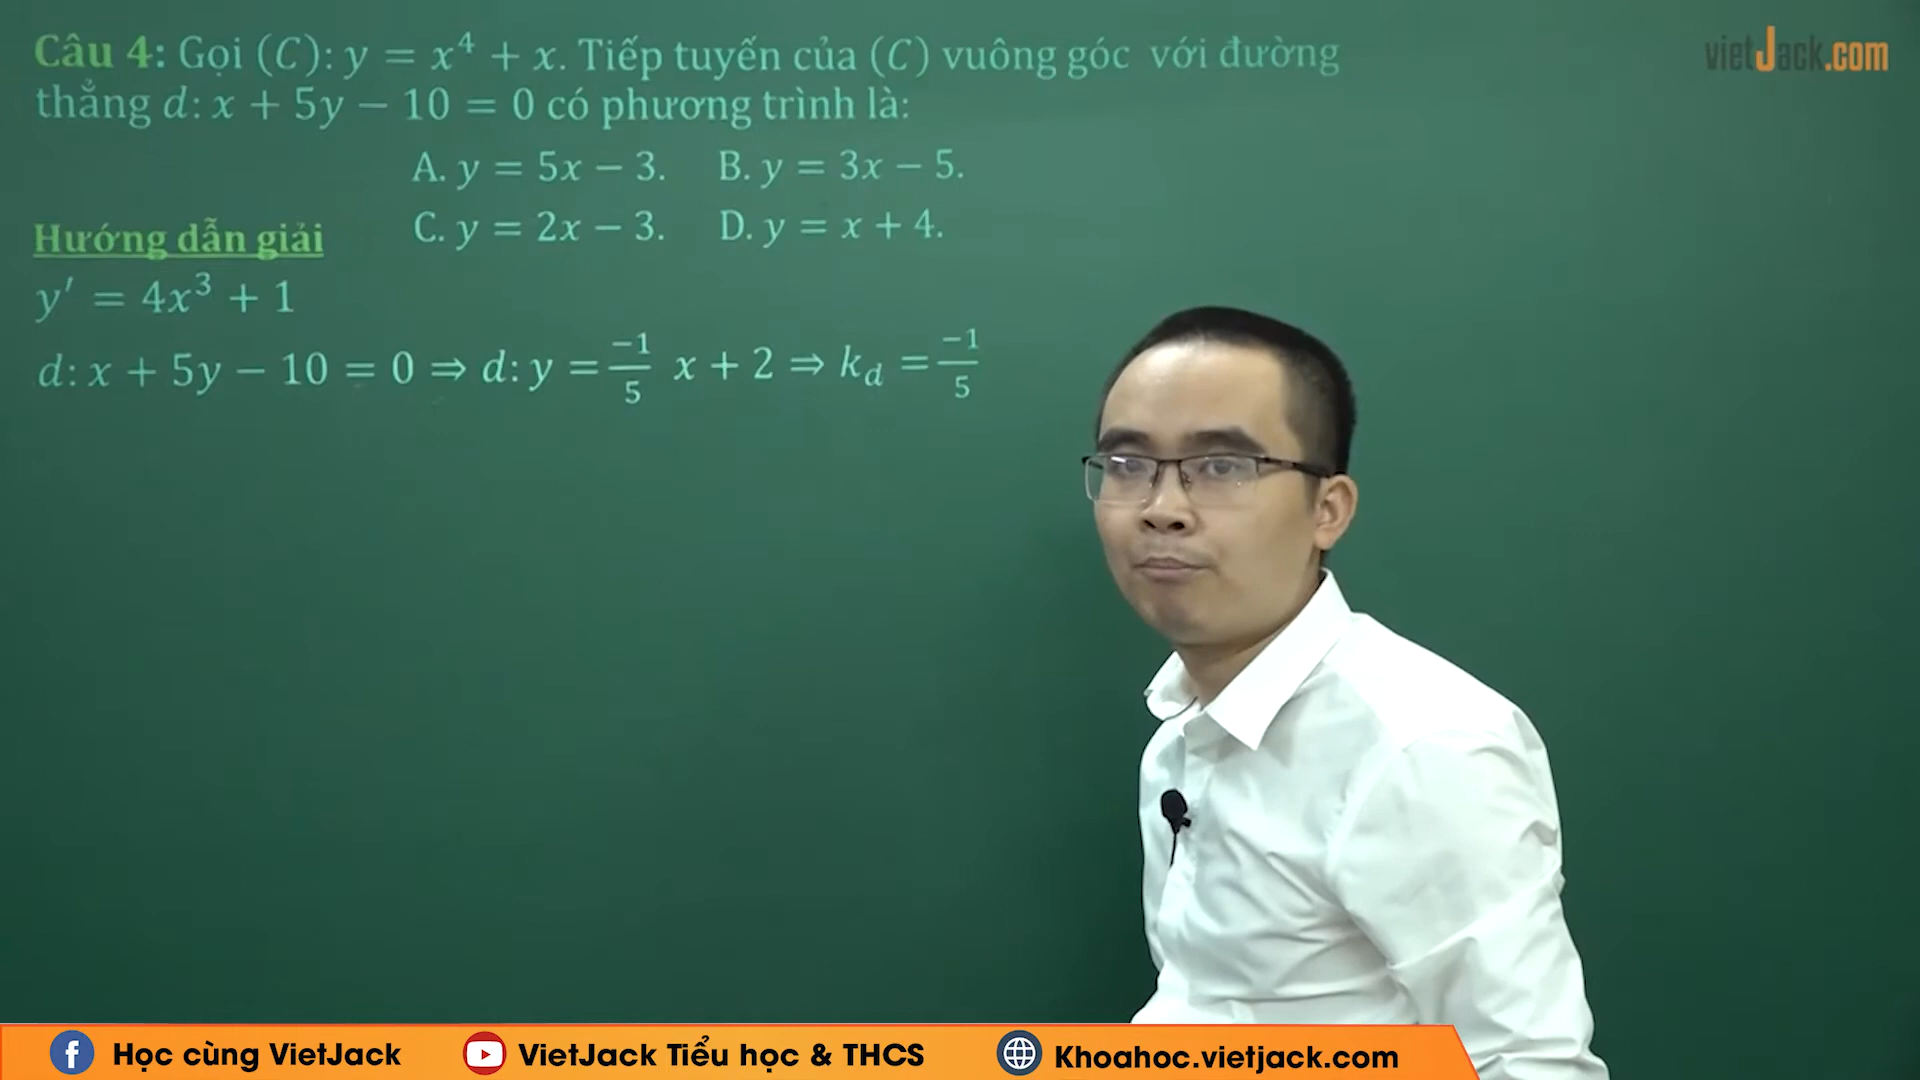 Câu 4: Gọi (C): y = x⁴ + x. Tiếp tuyến của (C) vuông góc với đường
thẳng d: x + 5y − 10 = 0 có phương trình là:
A. y = 5x − 3. B. y = 3x − 5.
C. y = 2x − 3. D. y = x + 4.
Hướng dẫn giải
y′ = 4x³ + 1
d: x + 5y − 10 = 0 ⇒ d: y = −1/5 x + 2 ⇒ k_d = −1/5
vietJack.com
Học cùng VietJack
VietJack Tiểu học & THCS
Khoahoc.vietjack.com